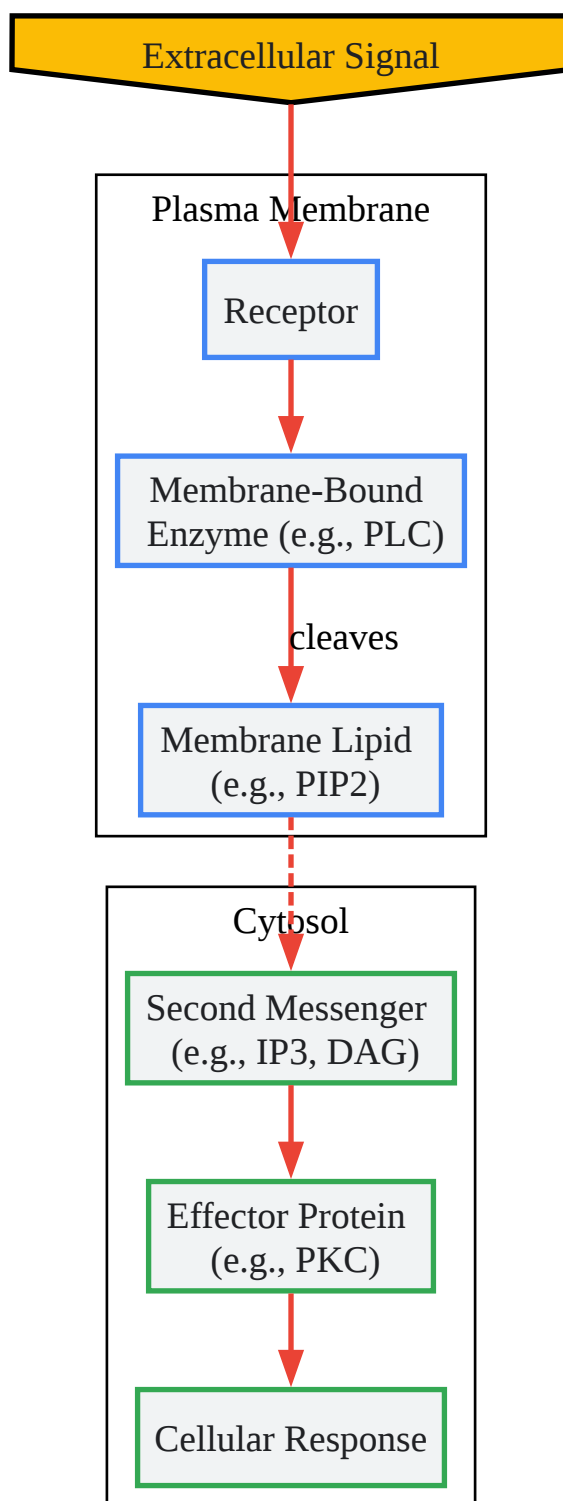 Extracellular Signal
Plasma Membrane
Receptor
Membrane-Bound
Enzyme (e.g., PLC)
cleaves
Membrane Lipid
(e.g., PIP2)
Cytosol
Second Messenger
(e.g., IP3, DAG)
Effector Protein
(e.g., PKC)
Cellular Response